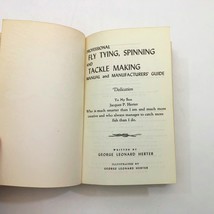 PROFESSIONAL
FLY TYING, SPINNING
AND
TACKLE MAKING
MANUAL and MANUFACTURERS' GUIDE
Dedication
To My Son
Jacques P. Herter
Who is much smarter than I am and much more
creative and who always manages to catch more
fish than I do.
WRITTEN BY
GEORGE LEONARD HERTER
ILLUSTRATED BY
GEORGE LEONARD HERTER